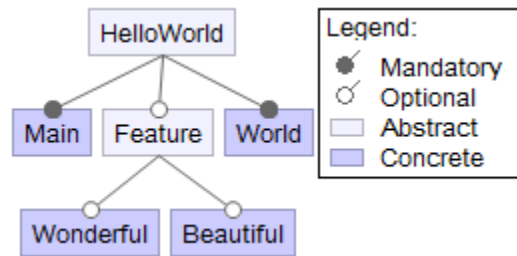 HelloWorld
Main
Feature
World
Wonderful
Beautiful
Legend:
Mandatory
Optional
Abstract
Concrete